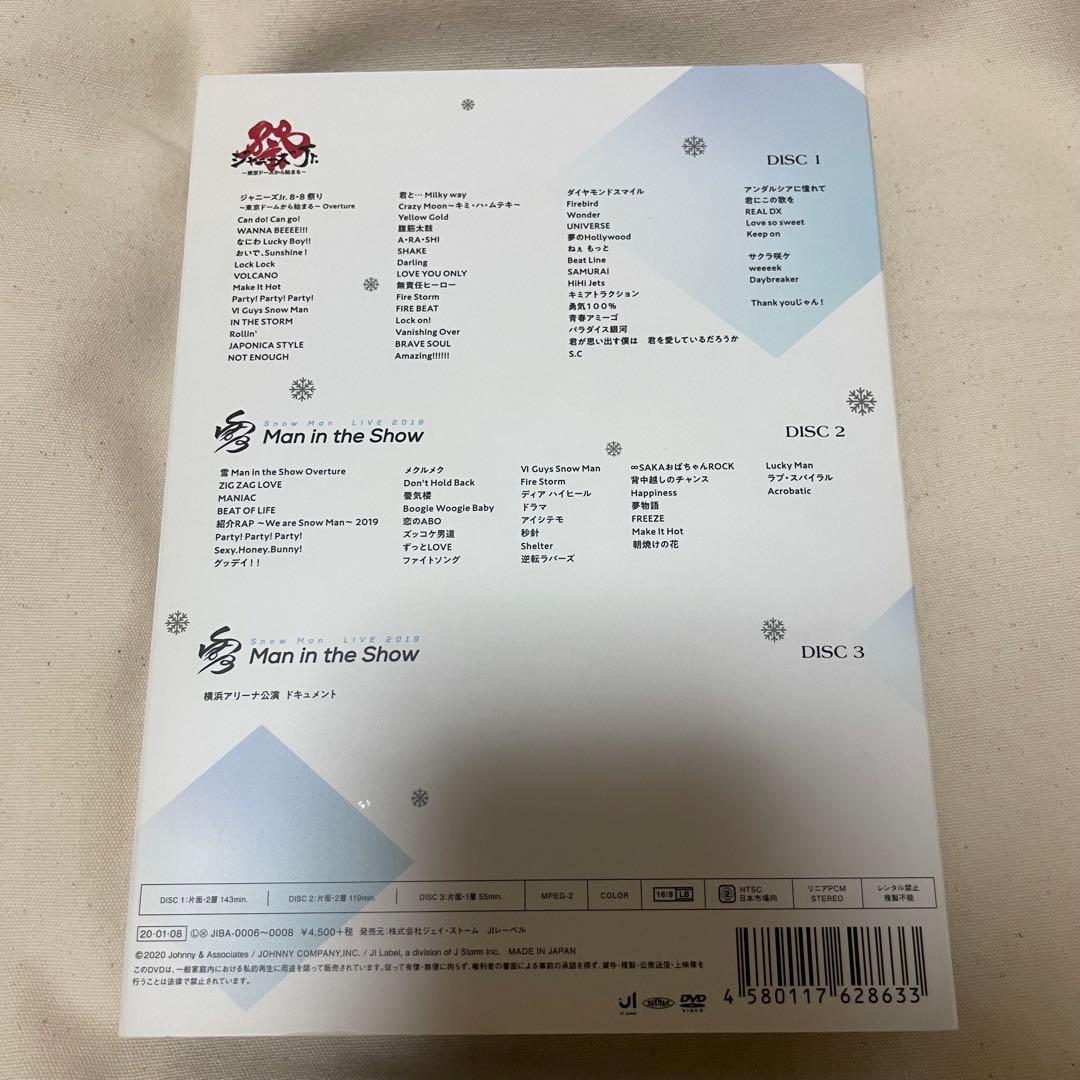 祭
ジャニーズJr.
～東京ドームから始まる～
DISC 1
ジャニーズJr. 8・8 祭り
～東京ドームから始まる～ Overture
Can do! Can go!
WANNA BEEEE!!!
なにわ Lucky Boy!!
おいで、Sunshine!
Lock Lock
VOLCANO
Make It Hot
Party! Party! Party!
VI Guys Snow Man
IN THE STORM
Rollin'
JAPONICA STYLE
NOT ENOUGH
君と… Milky way
Crazy Moon～キミ・ハ・ムテキ～
Yellow Gold
腹筋太鼓
A・RA・SHI
SHAKE
Darling
LOVE YOU ONLY
無責任ヒーロー
Fire Storm
FIRE BEAT
Lock on!
Vanishing Over
BRAVE SOUL
Amazing!!!!!!
ダイヤモンドスマイル
Firebird
Wonder
UNIVERSE
夢のHollywood
ねぇ もっと
Beat Line
SAMURAI
HiHi Jets
キミアトラクション
勇気100%
青春アミーゴ
パラダイス銀河
君が思い出す僕は 君を愛しているだろうか
S.C
アンダルシアに憧れて
君にこの歌を
REAL DX
Love so sweet
Keep on
サクラ咲ケ
weeeek
Daybreaker
Thank youじゃん!
Snow Man LIVE 2019
雪 Man in the Show
DISC 2
雪 Man in the Show Overture
ZIG ZAG LOVE
MANIAC
BEAT OF LIFE
紹介RAP ～We are Snow Man～ 2019
Party! Party! Party!
Sexy.Honey.Bunny!
グッデイ!!
メクルメク
Don't Hold Back
蜃気楼
Boogie Woogie Baby
恋のABO
ズッコケ男道
ずっとLOVE
ファイトソング
VI Guys Snow Man
Fire Storm
ディア ハイヒール
ドラマ
アイシテモ
秒針
Shelter
逆転ラバーズ
∞SAKAおばちゃんROCK
背中越しのチャンス
Happiness
夢物語
FREEZE
Make It Hot
朝焼けの花
Lucky Man
ラブ・スパイラル
Acrobatic
Snow Man LIVE 2019
雪 Man in the Show
DISC 3
横浜アリーナ公演 ドキュメント
DISC 1:片面・2層 143min.
DISC 2:片面・2層 119min.
DISC 3:片面・1層 55min.
MPEG-2
COLOR
16:9 LB
2 NTSC
日本市場向
リニアPCM
STEREO
レンタル禁止
複製不能
20・01・08 Ⓛⓧ JIBA-0006～0008 ¥4,500+税 発売元:株式会社ジェイ・ストーム JIレーベル
©2020 Johnny & Associates / JOHNNY COMPANY,INC. / JI Label, a division of J Storm Inc. MADE IN JAPAN
このDVDは、一般家庭内における私的再生に用途を限って販売されています。従って有償・無償に拘らず、権利者の書面による事前の承諾を得ず、貸与・複製・公衆送信・上映等を
行うことは法律で禁止されています。
JI Label
JASRAC
DVD VIDEO
4 580117 628633